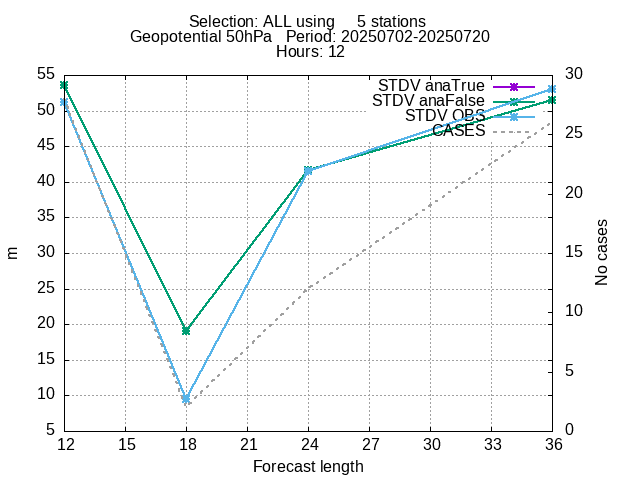 Selection: ALL using     5 stations
Geopotential 50hPa   Period: 20250702-20250720
Hours: 12
55
50
45
40
35
30
25
20
15
10
5
30
25
20
15
10
5
0
12
15
18
21
24
27
30
33
36
m
No cases
Forecast length
STDV anaTrue
STDV anaFalse
STDV OBS
CASES